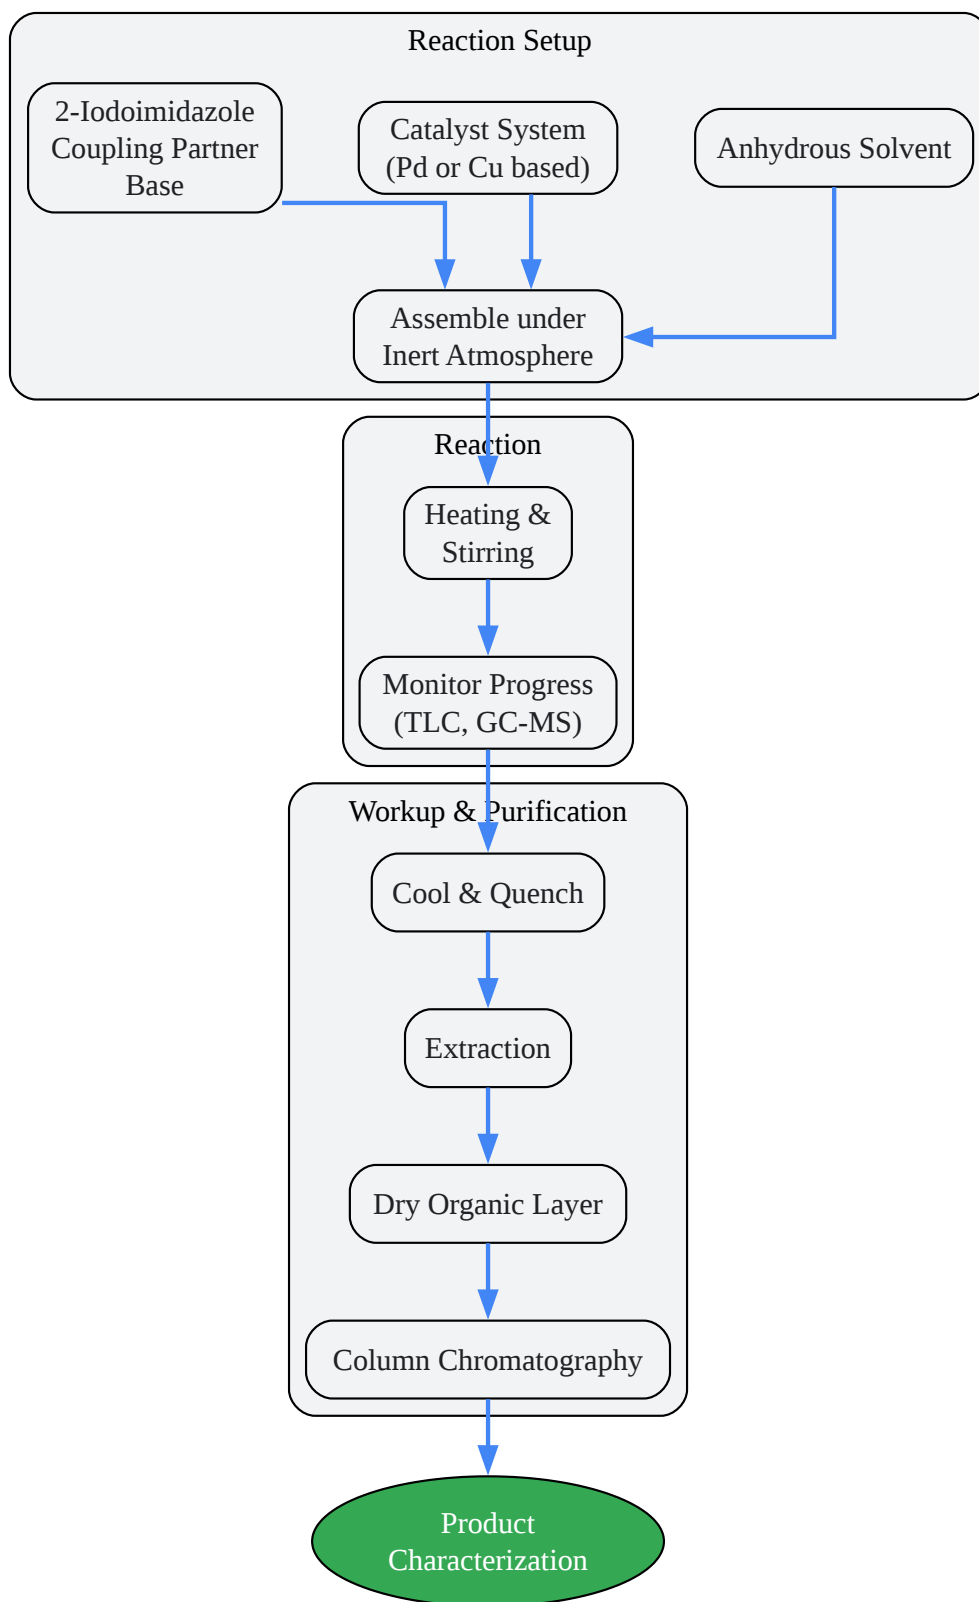 Reaction Setup
2-Iodoimidazole
Coupling Partner
Base
Catalyst System
(Pd or Cu based)
Anhydrous Solvent
Assemble under
Inert Atmosphere
Reaction
Heating &
Stirring
Monitor Progress
(TLC, GC-MS)
Workup & Purification
Cool & Quench
Extraction
Dry Organic Layer
Column Chromatography
Product
Characterization